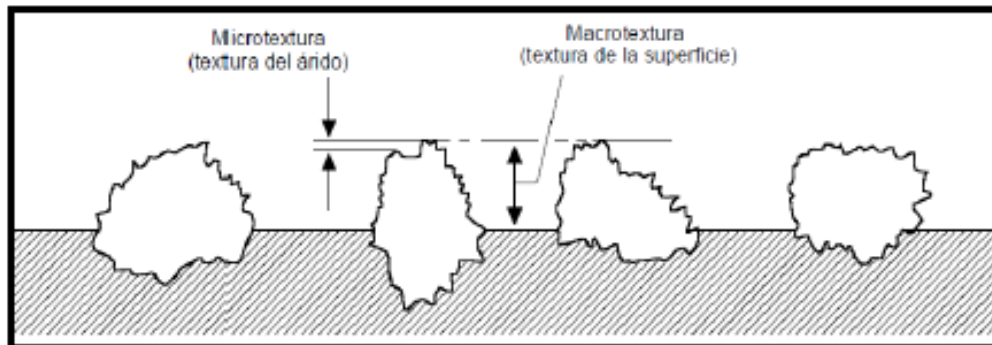 Microtextura
(textura del árido)
Macrotextura
(textura de la superficie)